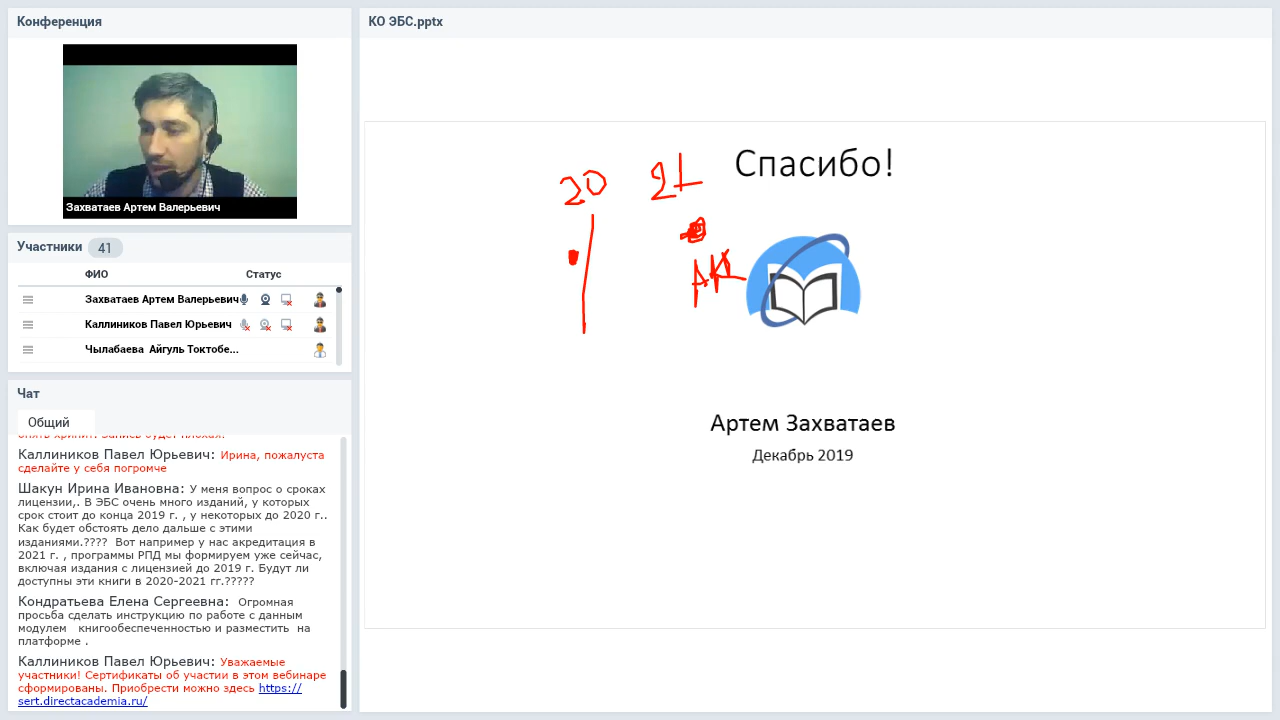 Конференция
Захватаев Артем Валерьевич
Участники 41
ФИО Статус
Захватаев Артем Валерьевич
Каллиников Павел Юрьевич
Чылабаева Айгуль Токтобе...
Чат
Общий
опять хрипит! Запись будет плохая!
Каллиников Павел Юрьевич: Ирина, пожалуста
сделайте у себя погромче
Шакун Ирина Ивановна: У меня вопрос о сроках
лицензии,. В ЭБС очень много изданий, у которых
срок стоит до конца 2019 г. , у некоторых до 2020 г..
Как будет обстоять дело дальше с этими
изданиями.???? Вот например у нас акредитация в
2021 г. , программы РПД мы формируем уже сейчас,
включая издания с лицензией до 2019 г. Будут ли
доступны эти книги в 2020-2021 гг.?????
Кондратьева Елена Сергеевна: Огромная
просьба сделать инструкцию по работе с данным
модулем книгообеспеченностью и разместить на
платформе .
Каллиников Павел Юрьевич: Уважаемые
участники! Сертификаты об участии в этом вебинаре
сформированы. Приобрести можно здесь https://
sert.directacademia.ru/
КО ЭБС.pptx
Спасибо!
20 21
Артем Захватаев
Декабрь 2019